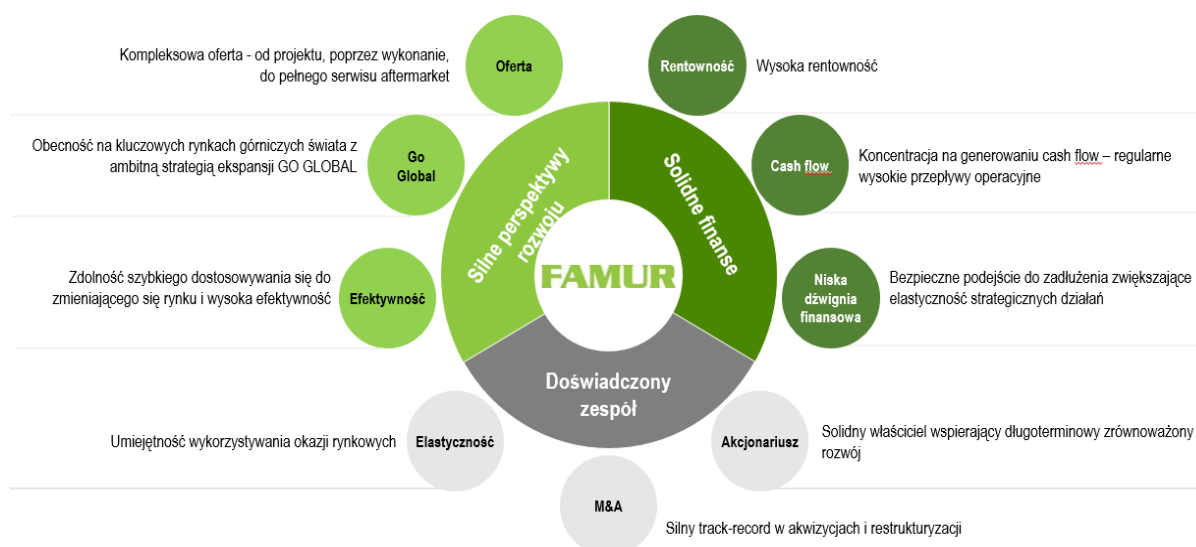 Kompleksowa oferta - od projektu, poprzez wykonanie,
do pełnego serwisu aftermarket
Oferta
Rentowność
Wysoka rentowność
Obecność na kluczowych rynkach górniczych świata z
ambitną strategią ekspansji GO GLOBAL
Go
Global
Cash flow
Koncentracja na generowaniu cash flow – regularne
wysokie przepływy operacyjne
Silne perspektywy
rozwoju
Solidne finanse
FAMUR
Zdolność szybkiego dostosowywania się do
zmieniającego się rynku i wysoka efektywność
Efektywność
Niska
dźwignia
finansowa
Bezpieczne podejście do zadłużenia zwiększające
elastyczność strategicznych działań
Doświadczony
zespół
Umiejętność wykorzystywania okazji rynkowych
Elastyczność
Akcjonariusz
Solidny właściciel wspierający długoterminowy zrównoważony
rozwój
M&A
Silny track-record w akwizycjach i restrukturyzacji